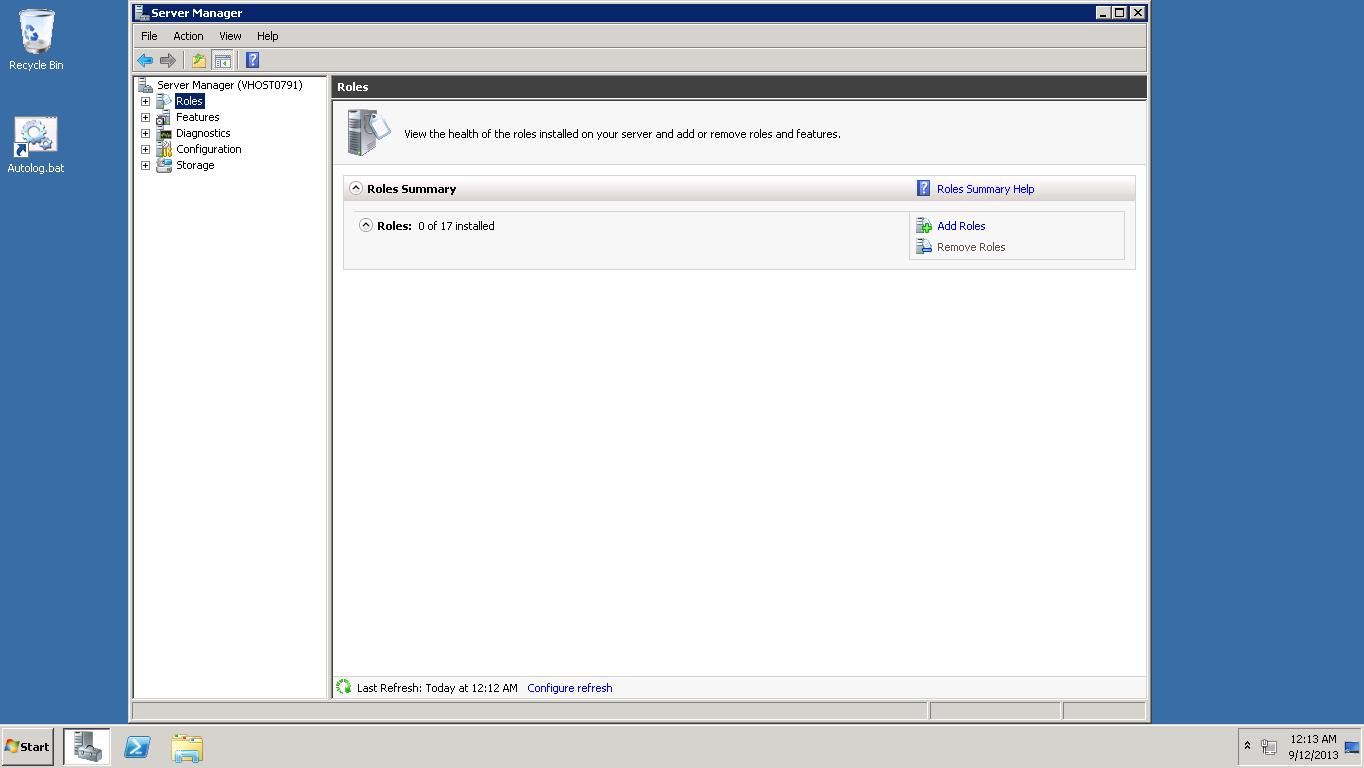 Recycle Bin
Autolog.bat
Server Manager
File Action View Help
Server Manager (VHOST0791)
Roles
Features
Diagnostics
Configuration
Storage
Roles
View the health of the roles installed on your server and add or remove roles and features.
Roles Summary
Roles Summary Help
Roles: 0 of 17 installed
Add Roles
Remove Roles
Last Refresh: Today at 12:12 AM Configure refresh
Start
12:13 AM
9/12/2013